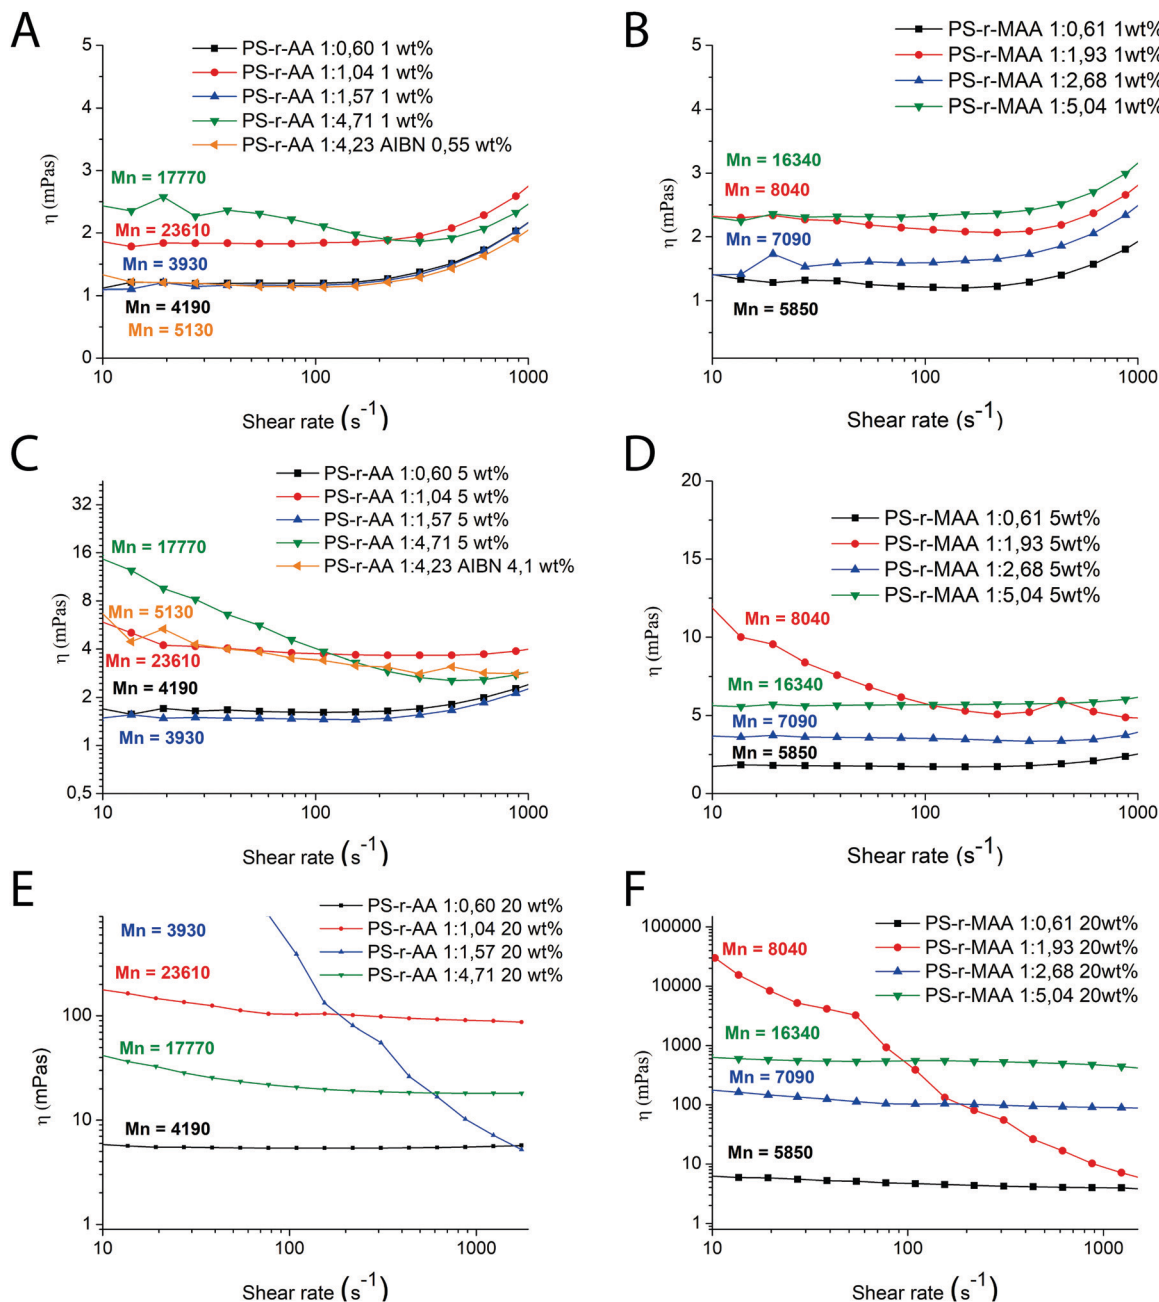 A
PS-r-AA 1:0,60 1 wt%
PS-r-AA 1:1,04 1 wt%
PS-r-AA 1:1,57 1 wt%
PS-r-AA 1:4,71 1 wt%
PS-r-AA 1:4,23 AIBN 0,55 wt%
5
4
3
2
1
0
η (mPas)
Mn = 17770
Mn = 23610
Mn = 3930
Mn = 4190
Mn = 5130
10 100 1000
Shear rate (s⁻¹)
B
PS-r-MAA 1:0,61 1wt%
PS-r-MAA 1:1,93 1wt%
PS-r-MAA 1:2,68 1wt%
PS-r-MAA 1:5,04 1wt%
5
4
3
2
1
η (mPas)
Mn = 16340
Mn = 8040
Mn = 7090
Mn = 5850
10 100 1000
Shear rate (s⁻¹)
C
PS-r-AA 1:0,60 5 wt%
PS-r-AA 1:1,04 5 wt%
PS-r-AA 1:1,57 5 wt%
PS-r-AA 1:4,71 5 wt%
PS-r-AA 1:4,23 AIBN 4,1 wt%
32
16
8
4
2
1
0,5
η (mPas)
Mn = 17770
Mn = 5130
Mn = 23610
Mn = 4190
Mn = 3930
10 100 1000
Shear rate (s⁻¹)
D
PS-r-MAA 1:0,61 5wt%
PS-r-MAA 1:1,93 5wt%
PS-r-MAA 1:2,68 5wt%
PS-r-MAA 1:5,04 5wt%
20
15
10
5
0
η (mPas)
Mn = 8040
Mn = 16340
Mn = 7090
Mn = 5850
10 100 1000
Shear rate (s⁻¹)
E
PS-r-AA 1:0,60 20 wt%
PS-r-AA 1:1,04 20 wt%
PS-r-AA 1:1,57 20 wt%
PS-r-AA 1:4,71 20 wt%
100
10
1
η (mPas)
Mn = 3930
Mn = 23610
Mn = 17770
Mn = 4190
10 100 1000
Shear rate (s⁻¹)
F
PS-r-MAA 1:0,61 20wt%
PS-r-MAA 1:1,93 20wt%
PS-r-MAA 1:2,68 20wt%
PS-r-MAA 1:5,04 20wt%
100000
10000
1000
100
10
1
η (mPas)
Mn = 8040
Mn = 16340
Mn = 7090
Mn = 5850
10 100 1000
Shear rate (s⁻¹)